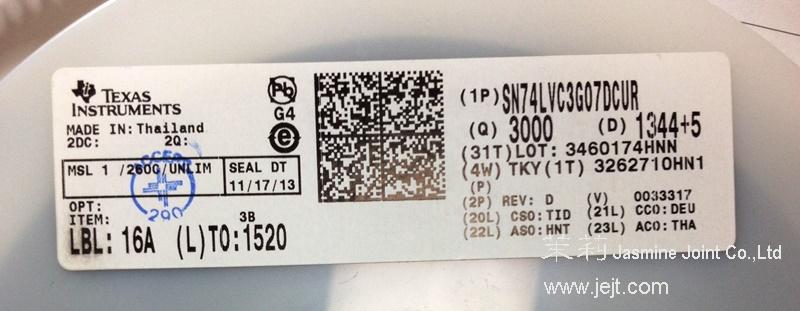 TEXAS
INSTRUMENTS
MADE IN: Thailand
2DC: 2Q:
Pb
G4
e
MSL 1 /260C/UNLIM
SEAL DT
11/17/13
ACCEPT
290
OPT:
ITEM: 3B
LBL: 16A (L)TO:1520
(1P) SN74LVC3G07DCUR
(Q) 3000 (D) 1344+5
(31T)LOT: 3460174HNN
(4W) TKY(1T) 3262710HN1
(P)
(2P) REV: D (V) 0033317
(20L) CSO:TID (21L) CCO:DEU
(22L) ASO:HNT (23L) ACO:THA
茉莉 Jasmine Joint Co.,Ltd
www.jejt.com